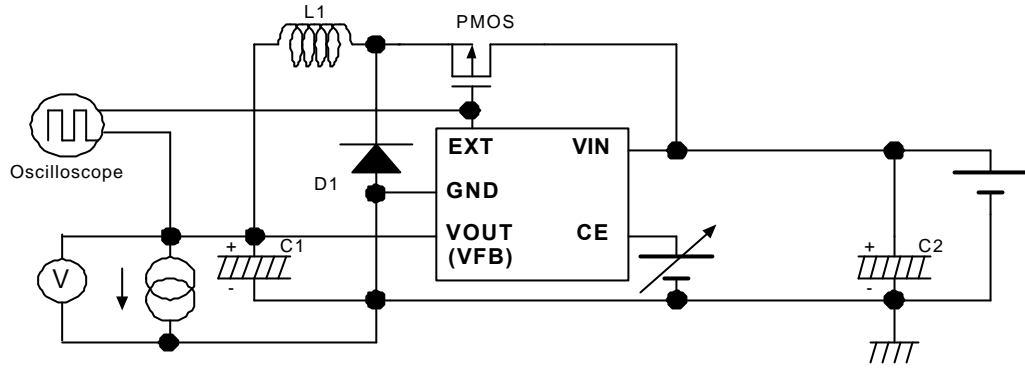 L1
PMOS
EXT
VIN
Oscilloscope
D1
GND
VOUT
(VFB)
CE
+
C1
-
V
+
C2
-